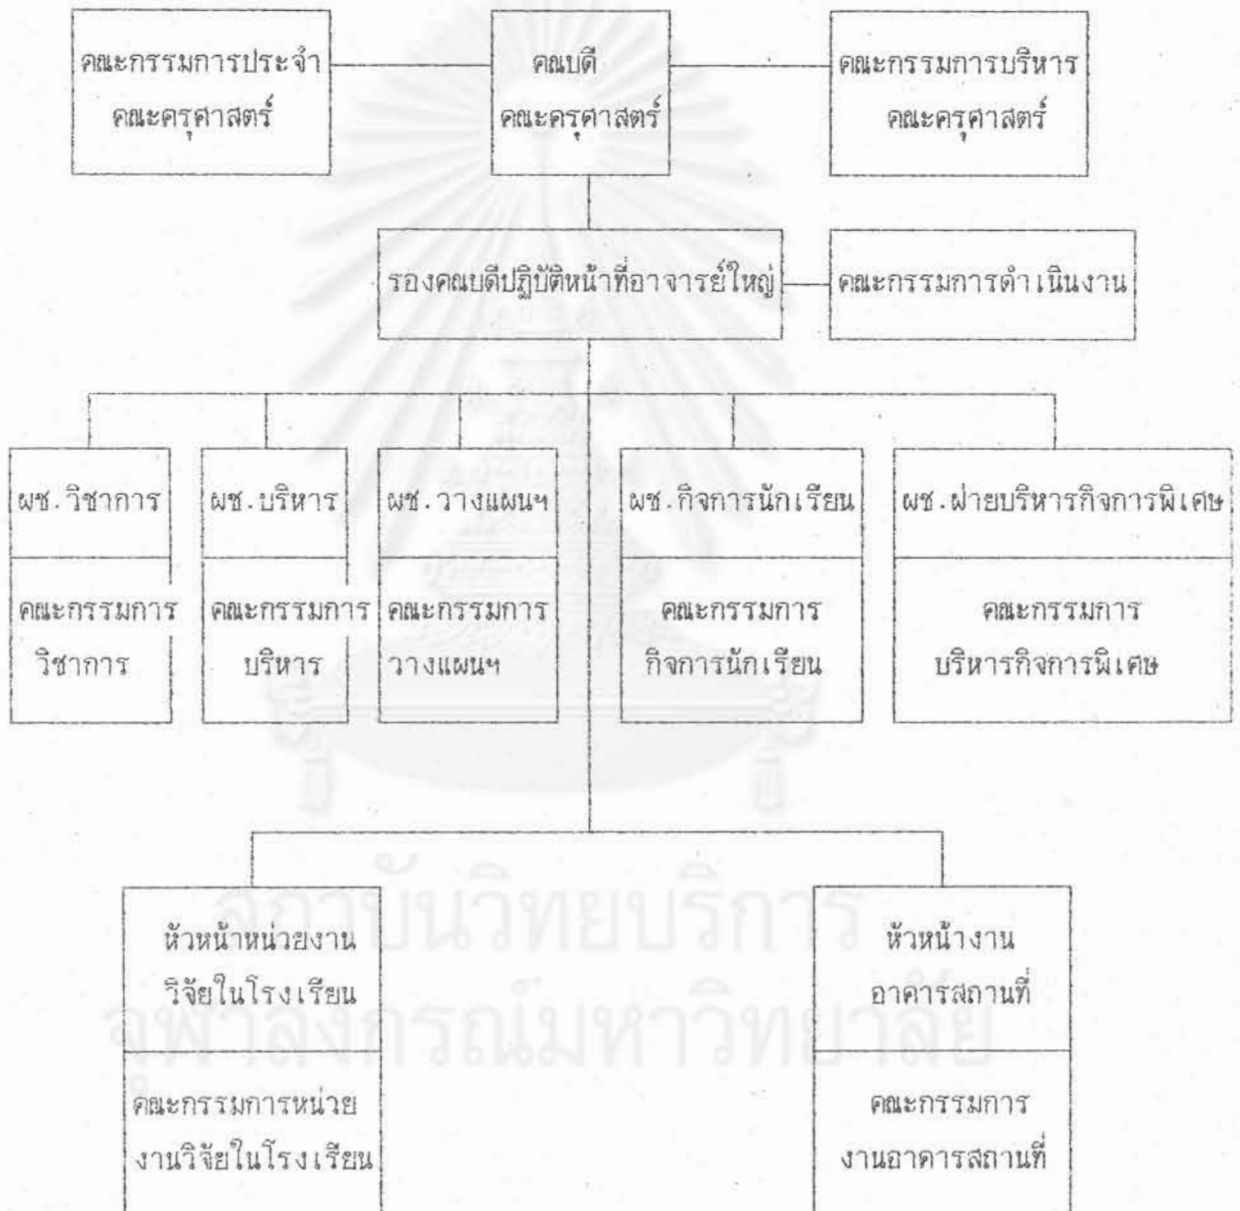 คณะกรรมการประจำ
คณะครุศาสตร์
คณบดี
คณะครุศาสตร์
คณะกรรมการบริหาร
คณะครุศาสตร์
รองคณบดีปฏิบัติหน้าที่อาจารย์ใหญ่
คณะกรรมการดำเนินงาน
ผช.วิชาการ
ผช.บริหาร
ผช.วางแผนฯ
ผช.กิจการนักเรียน
ผช.ฝ่ายบริหารกิจการพิเศษ
คณะกรรมการ
วิชาการ
คณะกรรมการ
บริหาร
คณะกรรมการ
วางแผนฯ
คณะกรรมการ
กิจการนักเรียน
คณะกรรมการ
บริหารกิจการพิเศษ
สถาบันวิทยบริการ
จุฬาลงกรณ์มหาวิทยาลัย
หัวหน้าหน่วยงาน
วิจัยในโรงเรียน
หัวหน้างาน
อาคารสถานที่
คณะกรรมการหน่วย
งานวิจัยในโรงเรียน
คณะกรรมการ
งานอาคารสถานที่